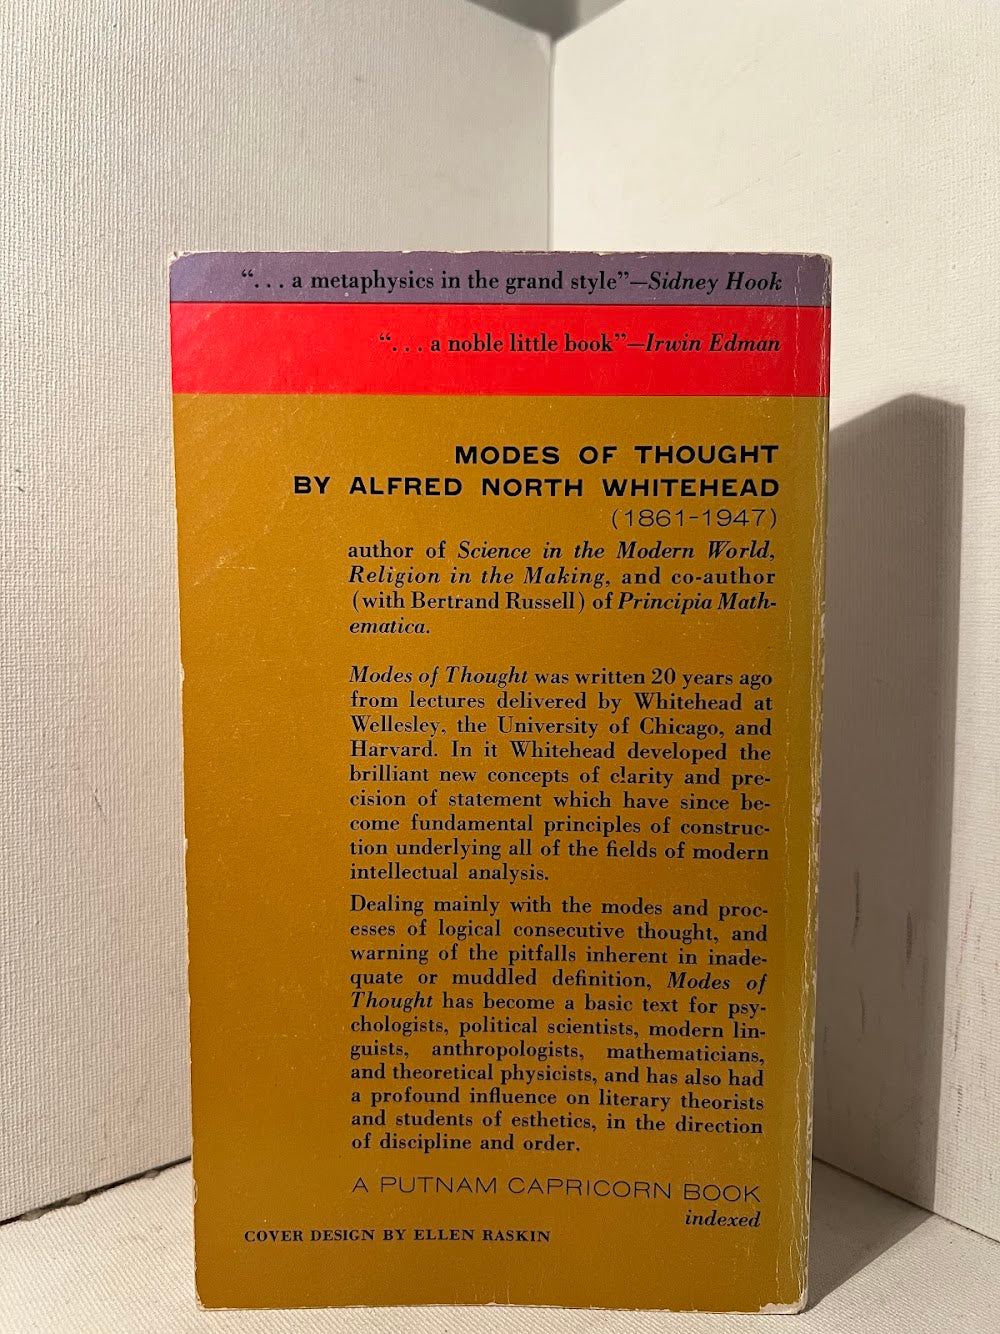 “. . . a metaphysics in the grand style”—Sidney Hook
“. . . a noble little book”—Irwin Edman
MODES OF THOUGHT
BY ALFRED NORTH WHITEHEAD
(1861-1947)
author of Science in the Modern World,
Religion in the Making, and co-author
(with Bertrand Russell) of Principia Math-
ematica.
Modes of Thought was written 20 years ago
from lectures delivered by Whitehead at
Wellesley, the University of Chicago, and
Harvard. In it Whitehead developed the
brilliant new concepts of clarity and pre-
cision of statement which have since be-
come fundamental principles of construc-
tion underlying all of the fields of modern
intellectual analysis.
Dealing mainly with the modes and proc-
esses of logical consecutive thought, and
warning of the pitfalls inherent in inade-
quate or muddled definition, Modes of
Thought has become a basic text for psy-
chologists, political scientists, modern lin-
guists, anthropologists, mathematicians,
and theoretical physicists, and has also had
a profound influence on literary theorists
and students of esthetics, in the direction
of discipline and order.
A PUTNAM CAPRICORN BOOK
indexed
COVER DESIGN BY ELLEN RASKIN